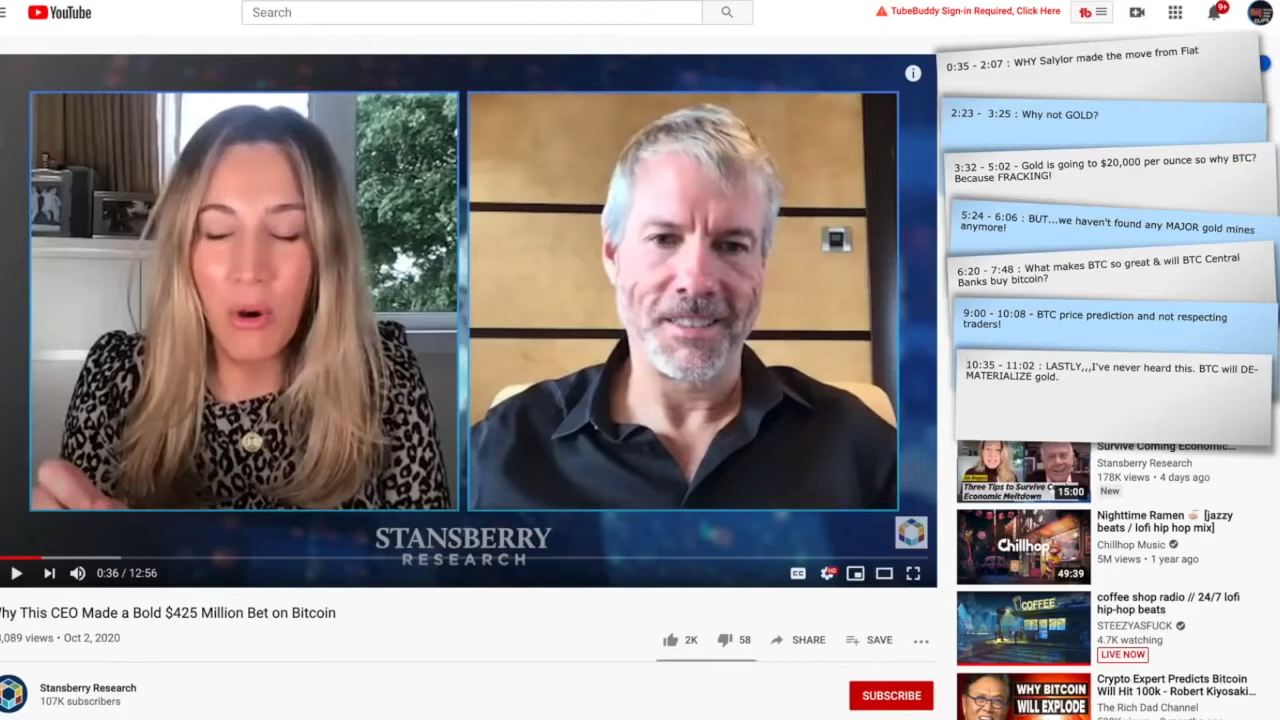 YouTube
Search
TubeBuddy Sign-in Required, Click Here
tb
9+
0:35 - 2:07 : WHY Salylor made the move from Fiat
2:23 - 3:25 : Why not GOLD?
3:32 - 5:02 - Gold is going to $20,000 per ounce so why BTC?
Because FRACKING!
5:24 - 6:06 : BUT...we haven't found any MAJOR gold mines
anymore!
6:20 - 7:48 : What makes BTC so great & will BTC Central
Banks buy bitcoin?
9:00 - 10:08 - BTC price prediction and not respecting
traders!
10:35 - 11:02 : LASTLY,,,I've never heard this. BTC will DE-
MATERIALIZE gold.
STANSBERRY
RESEARCH
0:36 / 12:56
CC
HD
hy This CEO Made a Bold $425 Million Bet on Bitcoin
,089 views • Oct 2, 2020
2K
58
SHARE
SAVE
Stansberry Research
107K subscribers
SUBSCRIBE
Survive Coming Economic...
Stansberry Research
178K views • 4 days ago
New
Three Tips to Survive Co
Economic Meltdown
15:00
Nighttime Ramen 🍜 [jazzy
beats / lofi hip hop mix]
Chillhop Music
5M views • 1 year ago
Chillhop
49:39
coffee shop radio // 24/7 lofi
hip-hop beats
STEEZYASFUCK
4.7K watching
LIVE NOW
COFFEE
Crypto Expert Predicts Bitcoin
Will Hit 100k - Robert Kiyosaki...
The Rich Dad Channel
WHY BITCOIN
WILL EXPLODE